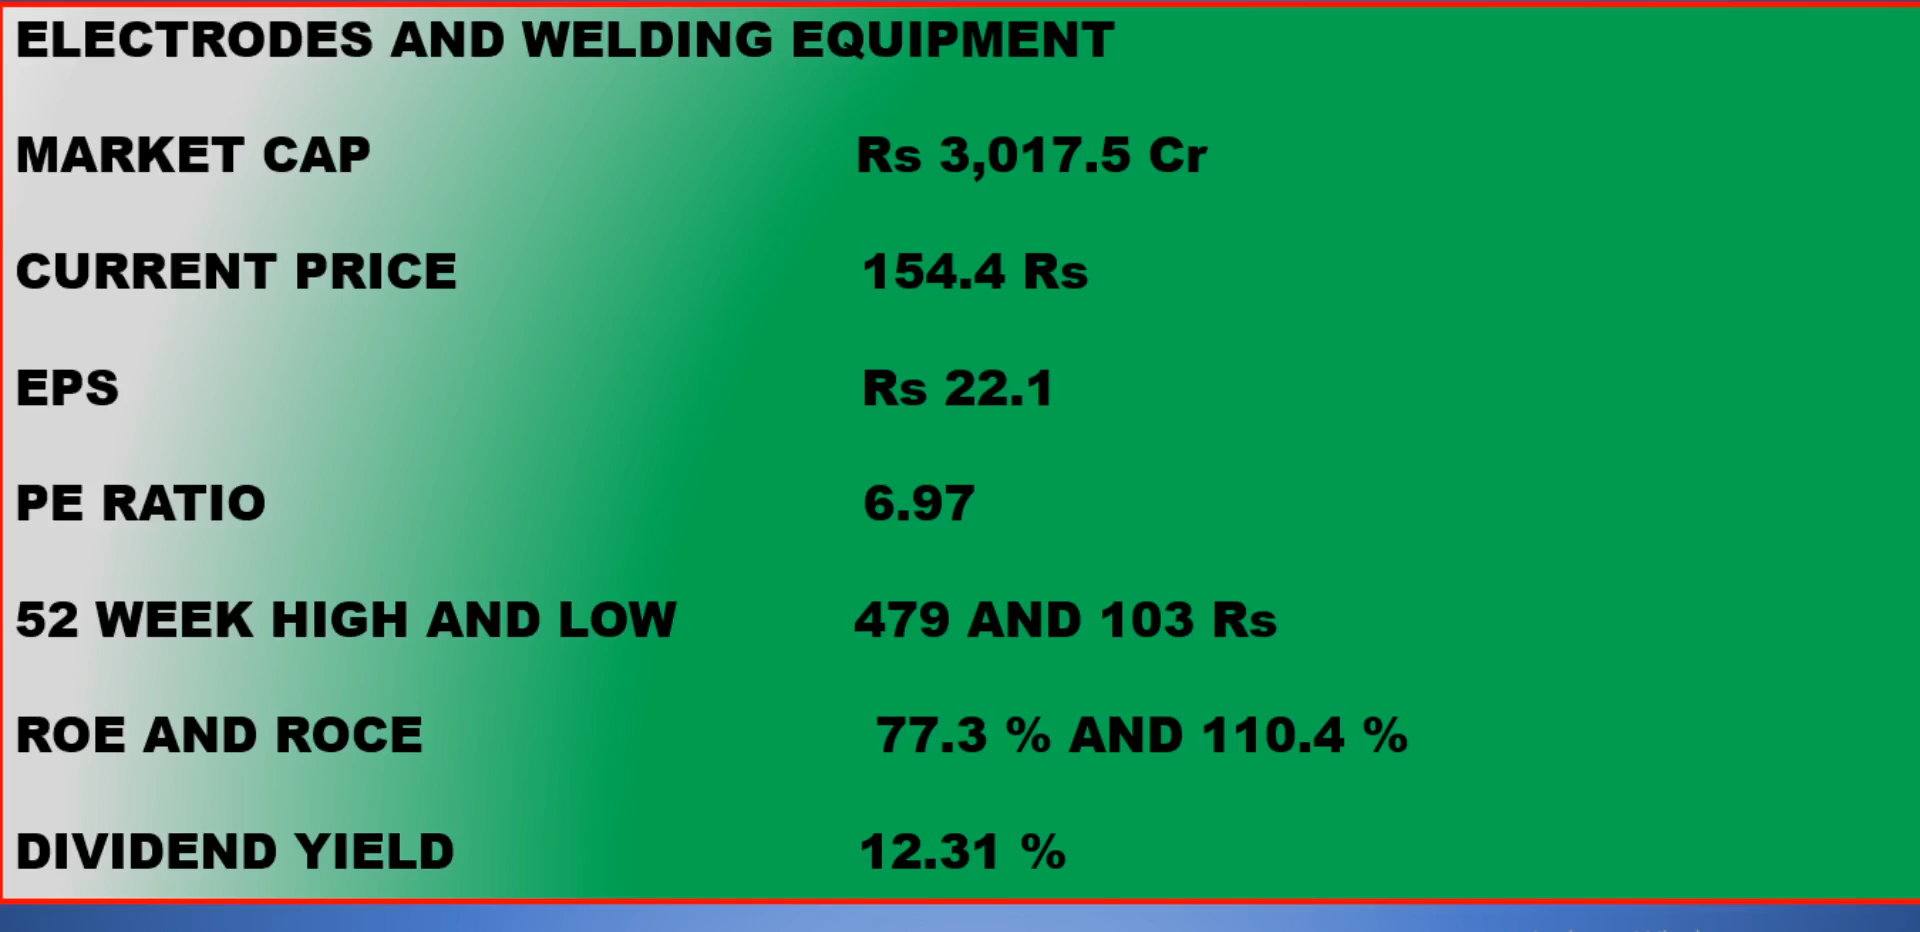 ELECTRODES AND WELDING EQUIPMENT
MARKET CAP Rs 3,017.5 Cr
CURRENT PRICE 154.4 Rs
EPS Rs 22.1
PE RATIO 6.97
52 WEEK HIGH AND LOW 479 AND 103 Rs
ROE AND ROCE 77.3 % AND 110.4 %
DIVIDEND YIELD 12.31 %